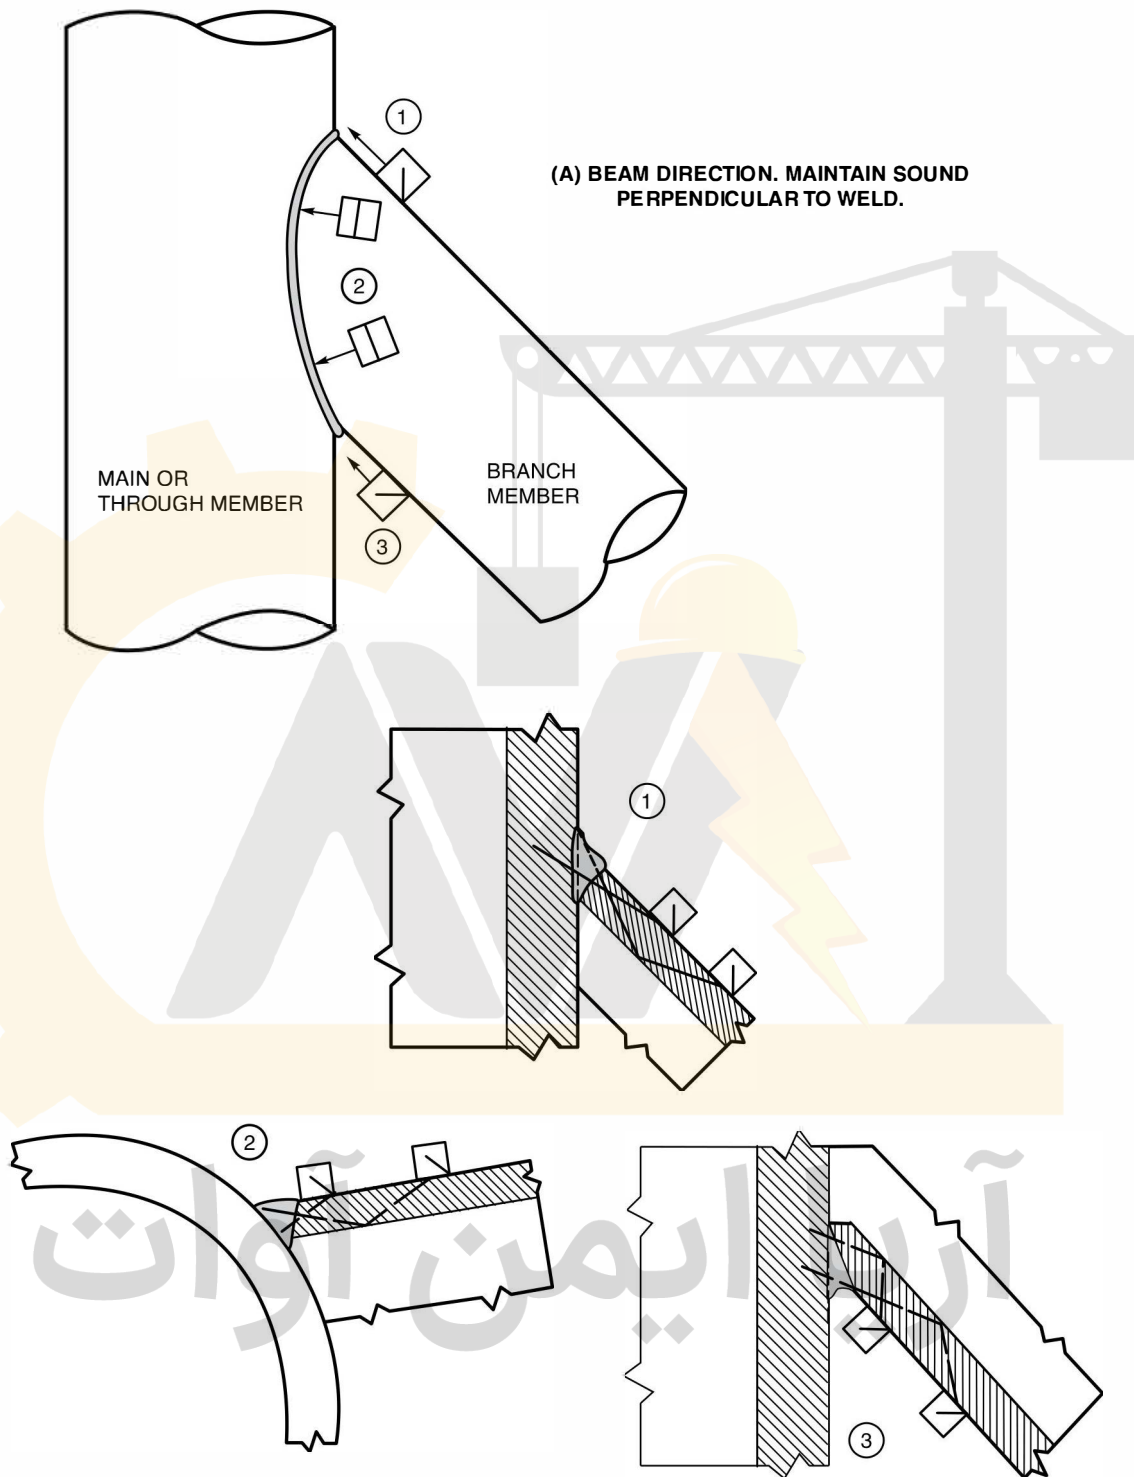 1
(A) BEAM DIRECTION. MAINTAIN SOUND
PERPENDICULAR TO WELD.
2
MAIN OR
THROUGH MEMBER
BRANCH
MEMBER
3
1
2
آریا ایمن آوات
3